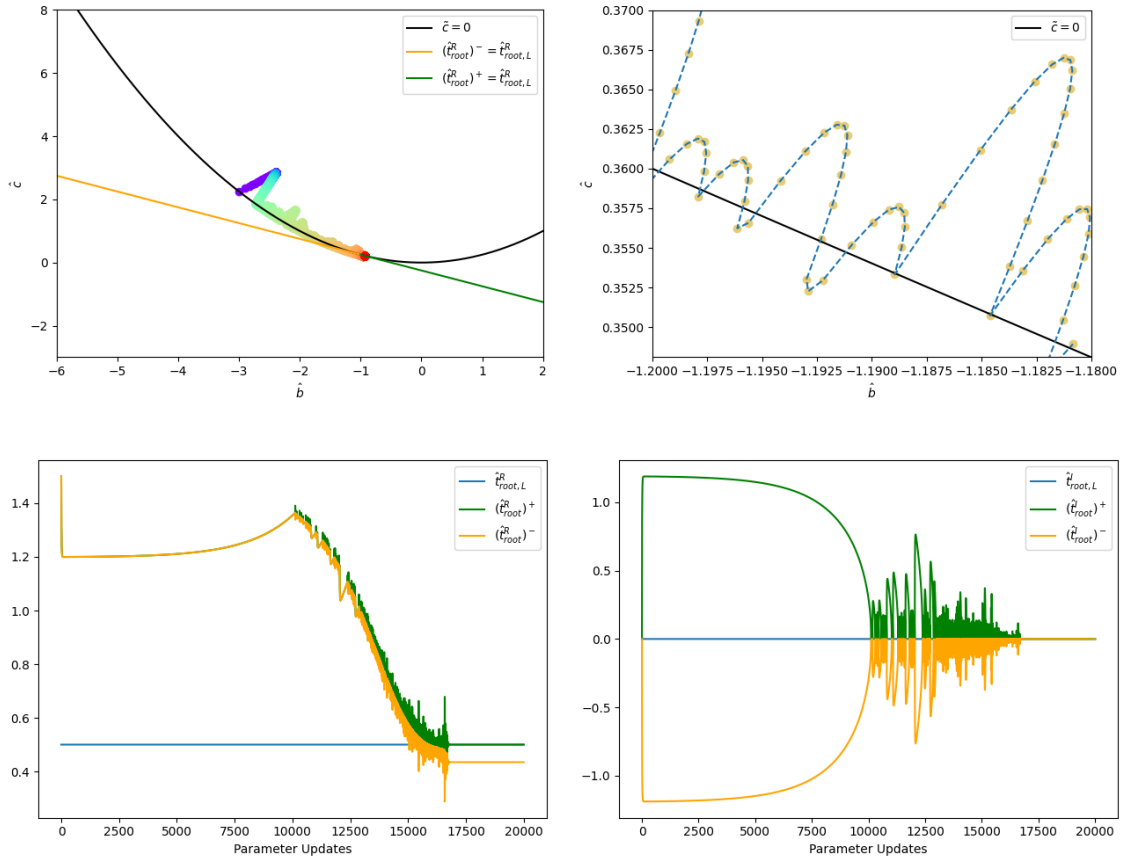 8
6
4
2
0
−2
ĉ
c̃ = 0
(t̂^R_root)^− = t̂^R_root,L
(t̂^R_root)^+ = t̂^R_root,L
−6 −5 −4 −3 −2 −1 0 1 2
b̂
0.3700
0.3675
0.3650
0.3625
0.3600
0.3575
0.3550
0.3525
0.3500
ĉ
c̃ = 0
−1.2000 −1.1975 −1.1950 −1.1925 −1.1900 −1.1875 −1.1850 −1.1825 −1.1800
b̂
1.4
1.2
1.0
0.8
0.6
0.4
t̂^R_root,L
(t̂^R_root)^+
(t̂^R_root)^−
0 2500 5000 7500 10000 12500 15000 17500 20000
Parameter Updates
1.0
0.5
0.0
−0.5
−1.0
t̂^I_root,L
(t̂^I_root)^+
(t̂^I_root)^−
0 2500 5000 7500 10000 12500 15000 17500 20000
Parameter Updates